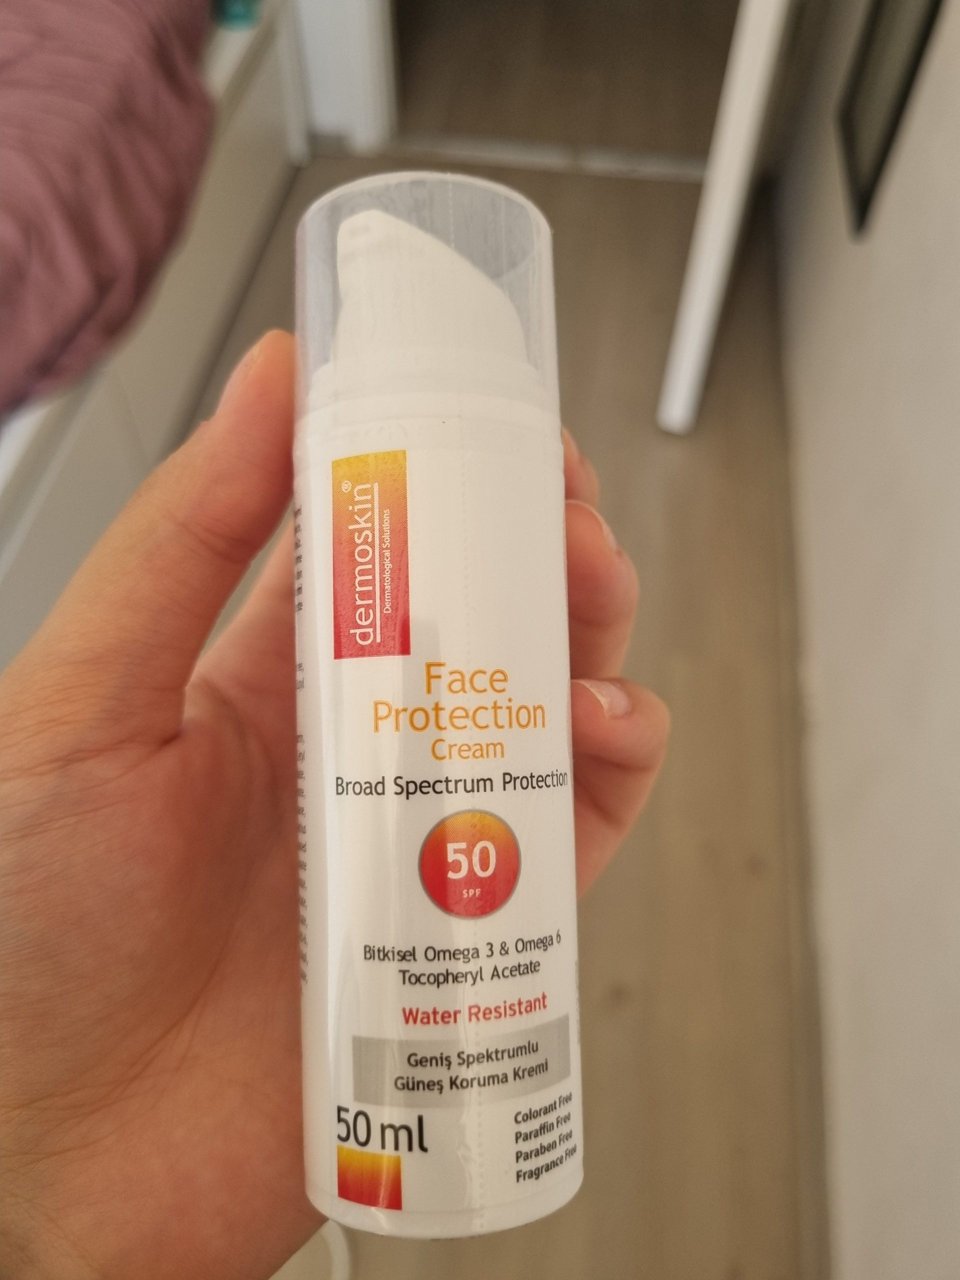 dermoskin®
Dermatological Solutions
Face
Protection
Cream
Broad Spectrum Protection
50
SPF
Bitkisel Omega 3 & Omega 6
Tocopheryl Acetate
Water Resistant
Geniş Spektrumlu
Güneş Koruma Kremi
50 ml
Colorant Free
Paraffin Free
Paraben Free
Fragrance Free